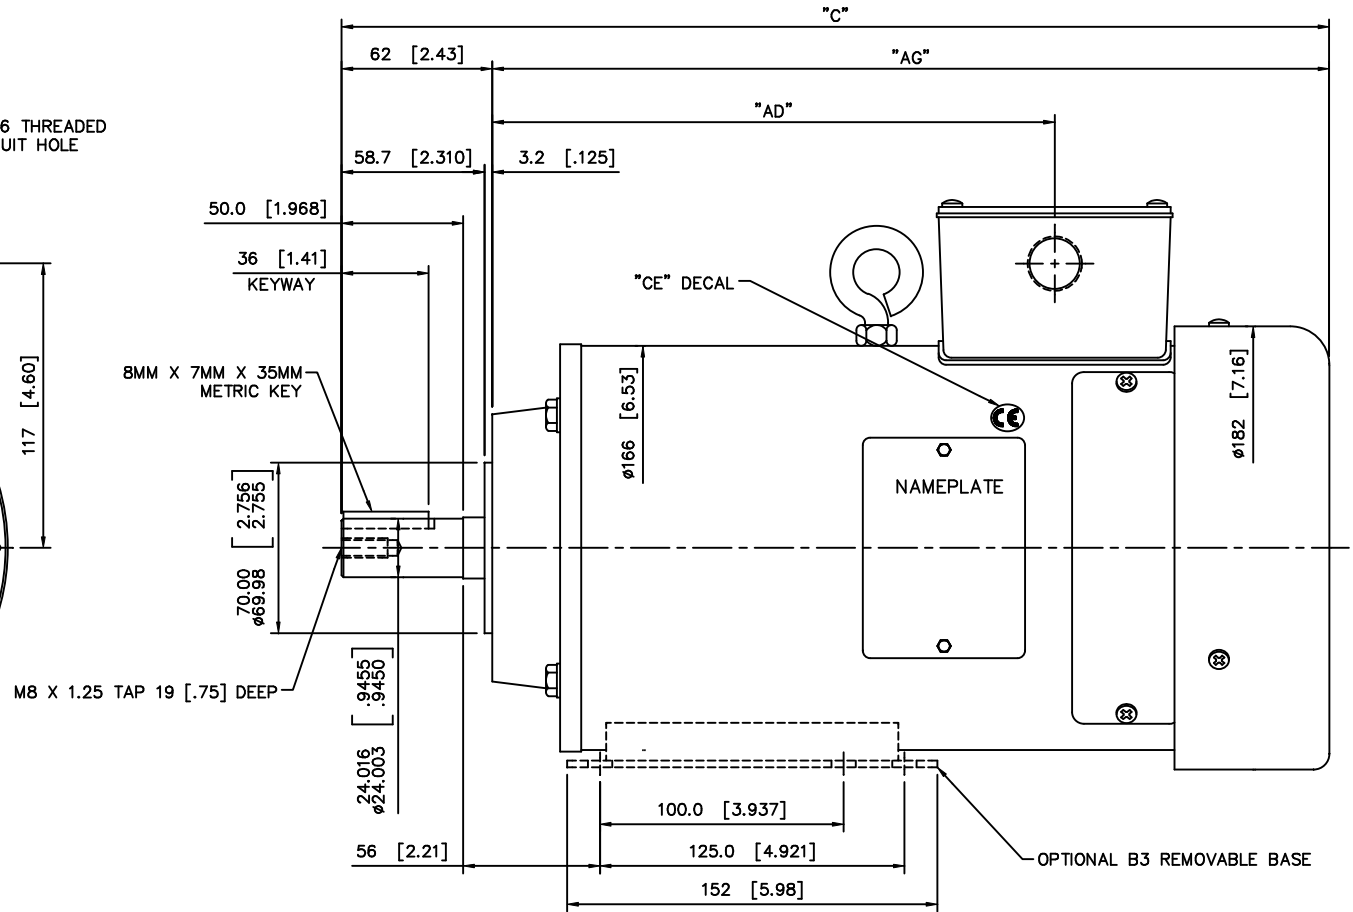 "C"
62 [2.43]
"AG"
"AD"
6 THREADED
UIT HOLE
58.7 [2.310]
3.2 [.125]
50.0 [1.968]
36 [1.41]
KEYWAY
"CE" DECAL
117 [4.60]
8MM X 7MM X 35MM
METRIC KEY
ø166 [6.53]
ø182 [7.16]
CE
NAMEPLATE
70.00 [2.756
ø69.98 2.755]
M8 X 1.25 TAP 19 [.75] DEEP
24.016 [.9455
ø24.003 .9450]
100.0 [3.937]
56 [2.21]
125.0 [4.921]
OPTIONAL B3 REMOVABLE BASE
152 [5.98]